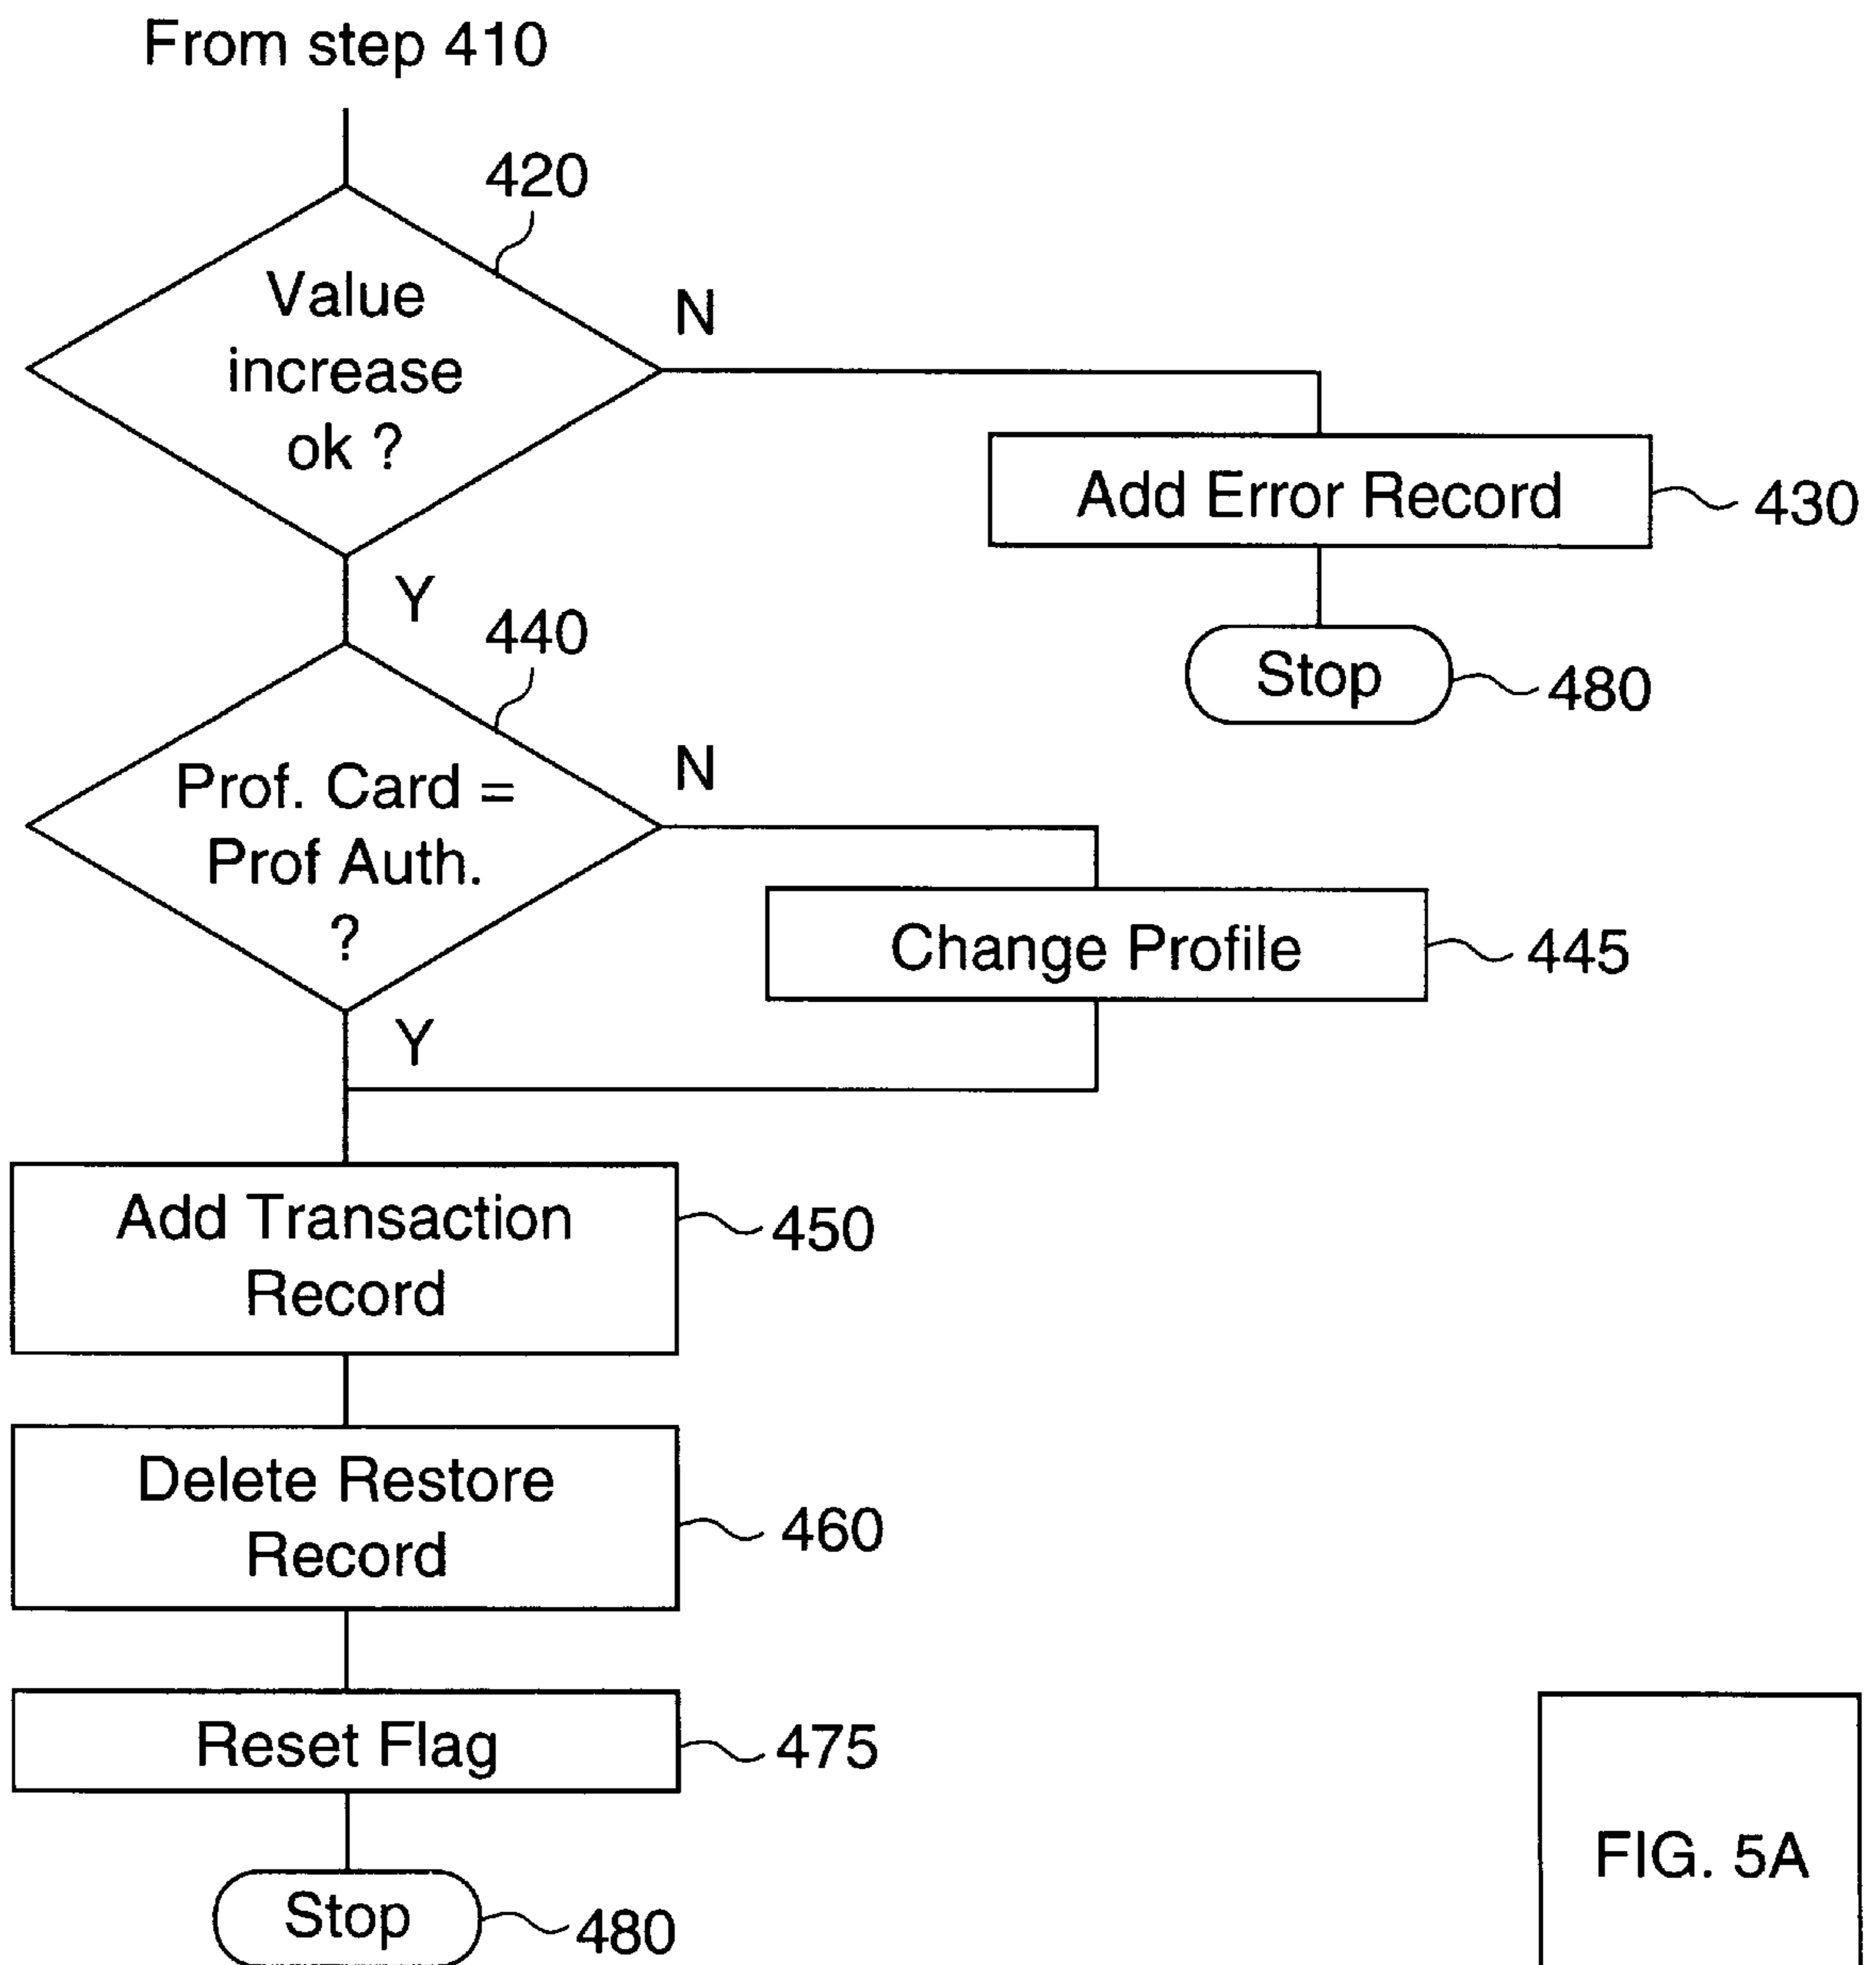 From step 410
420
Value
increase
ok ?
N
Add Error Record
430
Stop
480
Y
440
Prof. Card =
Prof Auth.
?
N
Change Profile
445
Y
Add Transaction
Record
450
Delete Restore
Record
460
Reset Flag
475
Stop
480
FIG. 5A